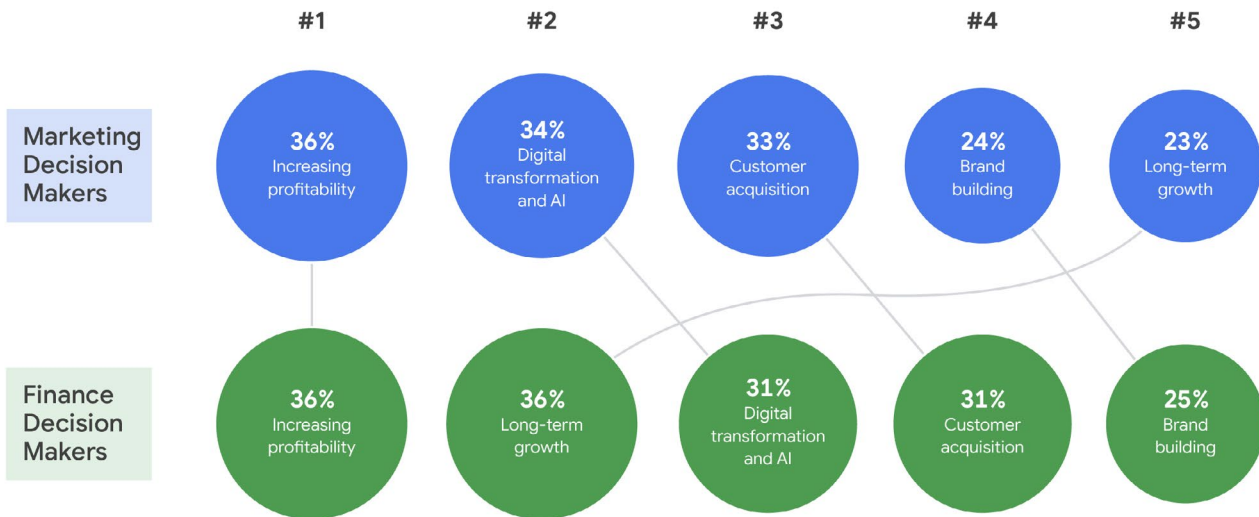 #1
#2
#3
#4
#5
Marketing
Decision
Makers
36%
Increasing
profitability
34%
Digital
transformation
and AI
33%
Customer
acquisition
24%
Brand
building
23%
Long-term
growth
Finance
Decision
Makers
36%
Increasing
profitability
36%
Long-term
growth
31%
Digital
transformation
and AI
31%
Customer
acquisition
25%
Brand
building